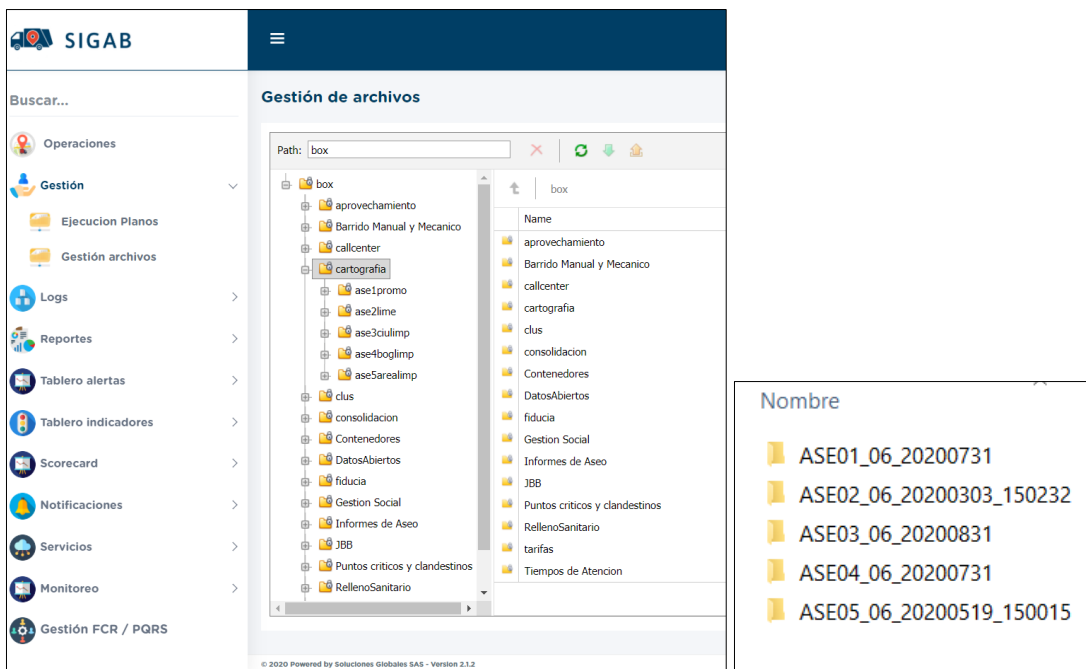 SIGAB
Buscar...
Operaciones
Gestión
Ejecucion Planos
Gestión archivos
Logs
Reportes
Tablero alertas
Tablero indicadores
Scorecard
Notificaciones
Servicios
Monitoreo
Gestión FCR / PQRS
Gestión de archivos
Path: box
box
aprovechamiento
Barrido Manual y Mecanico
callcenter
cartografia
ase1promo
ase2lime
ase3ciulimp
ase4boglimp
ase5arealimp
clus
consolidacion
Contenedores
DatosAbiertos
fiducia
Gestion Social
Informes de Aseo
JBB
Puntos criticos y clandestinos
RellenoSanitario
box
Name
aprovechamiento
Barrido Manual y Mecanico
callcenter
cartografia
clus
consolidacion
Contenedores
DatosAbiertos
fiducia
Gestion Social
Informes de Aseo
JBB
Puntos criticos y clandestinos
RellenoSanitario
tarifas
Tiempos de Atencion
© 2020 Powered by Soluciones Globales SAS - Version 2.1.2
Nombre
ASE01_06_20200731
ASE02_06_20200303_150232
ASE03_06_20200831
ASE04_06_20200731
ASE05_06_20200519_150015